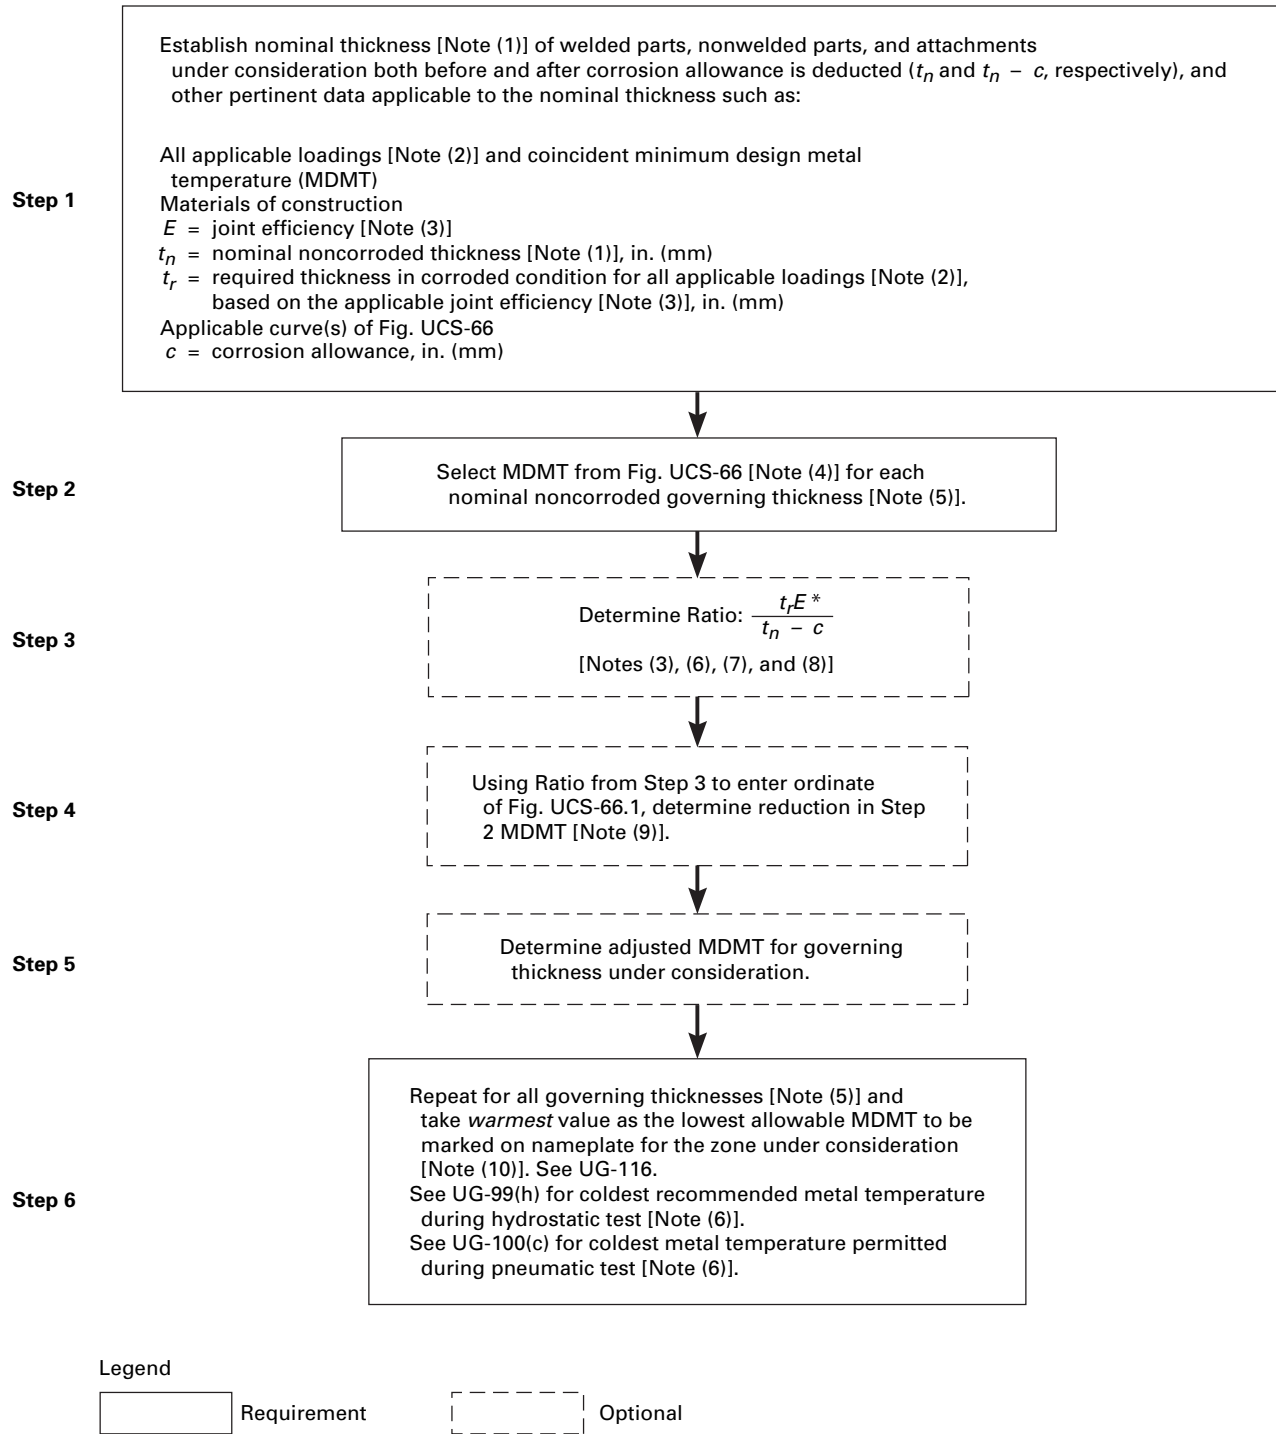 Establish nominal thickness [Note (1)] of welded parts, nonwelded parts, and attachments
under consideration both before and after corrosion allowance is deducted (tn and tn – c, respectively), and
other pertinent data applicable to the nominal thickness such as:
All applicable loadings [Note (2)] and coincident minimum design metal
temperature (MDMT)
Step 1
Materials of construction
E = joint efficiency [Note (3)]
tn = nominal noncorroded thickness [Note (1)], in. (mm)
tr = required thickness in corroded condition for all applicable loadings [Note (2)],
based on the applicable joint efficiency [Note (3)], in. (mm)
Applicable curve(s) of Fig. UCS-66
c = corrosion allowance, in. (mm)
Step 2
Select MDMT from Fig. UCS-66 [Note (4)] for each
nominal noncorroded governing thickness [Note (5)].
Step 3
Determine Ratio: trE* / tn – c
[Notes (3), (6), (7), and (8)]
Step 4
Using Ratio from Step 3 to enter ordinate
of Fig. UCS-66.1, determine reduction in Step
2 MDMT [Note (9)].
Step 5
Determine adjusted MDMT for governing
thickness under consideration.
Step 6
Repeat for all governing thicknesses [Note (5)] and
take warmest value as the lowest allowable MDMT to be
marked on nameplate for the zone under consideration
[Note (10)]. See UG-116.
See UG-99(h) for coldest recommended metal temperature
during hydrostatic test [Note (6)].
See UG-100(c) for coldest metal temperature permitted
during pneumatic test [Note (6)].
Legend
Requirement
Optional